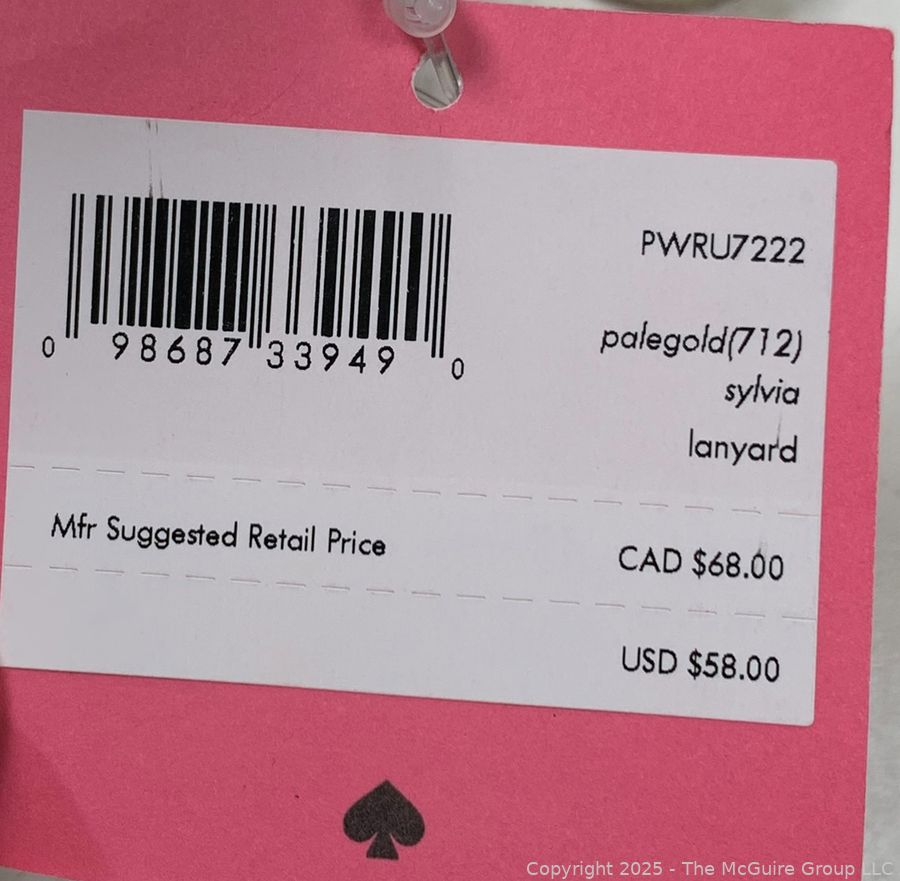 PWRU7222
0 98687 33949 0
palegold(712)
sylvia
lanyard
Mfr Suggested Retail Price CAD $68.00
USD $58.00
Copyright 2025 - The McGuire Group LLC